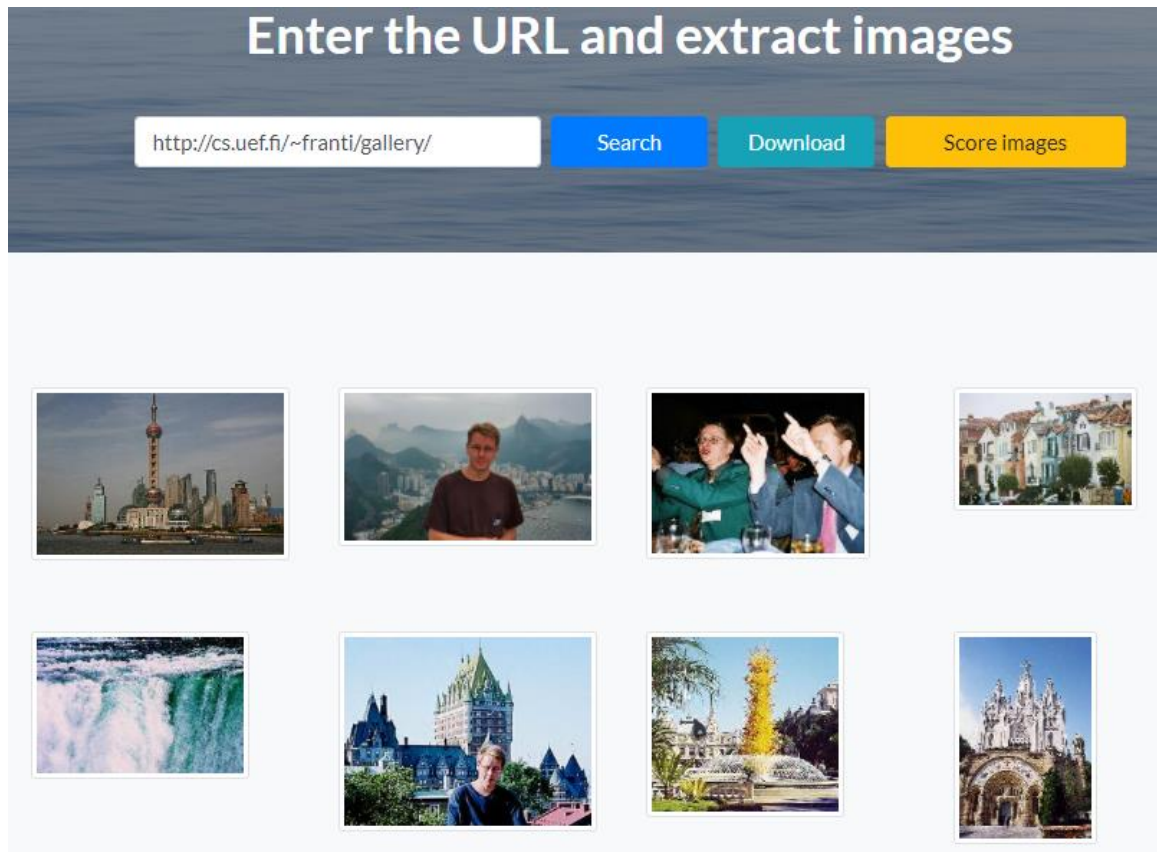 Enter the URL and extract images
http://cs.uef.fi/~franti/gallery/ Search Download Score images